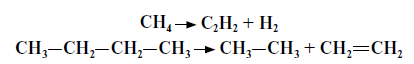 CH₄→C₂H₂ + H₂
CH₃—CH₂—CH₂—CH₃→CH₃—CH₃ + CH₂=CH₂